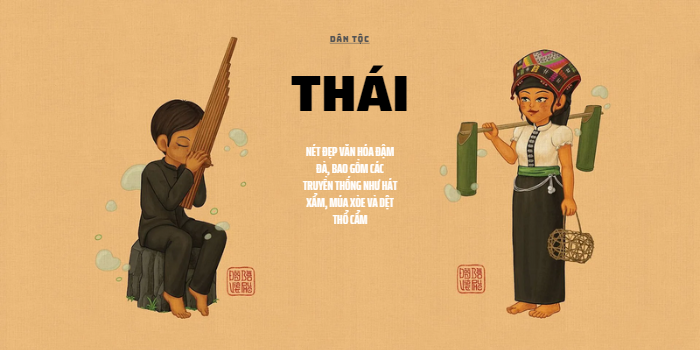 DÂN TỘC
THÁI
NÉT ĐẸP VĂN HÓA ĐẬM
ĐÀ, BAO GỒM CÁC
TRUYỀN THỐNG NHƯ HÁT
XẨM, MÚA XÒE VÀ DỆT
THỔ CẨM